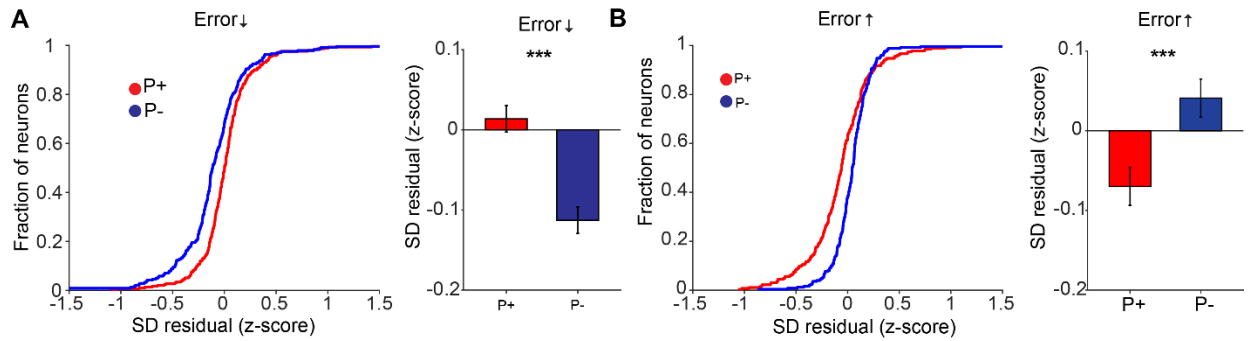 A
Error↓
Fraction of neurons
1
0.8
0.6
0.4
0.2
0
P+
P-
-1.5
-1
-0.5
0
0.5
1
1.5
SD residual (z-score)
Error↓
SD residual (z-score)
0.1
0
-0.1
-0.2
***
P+
P-
B
Error↑
Fraction of neurons
1
0.8
0.6
0.4
0.2
0
P+
P-
-1.5
-1
-0.5
0
0.5
1
1.5
SD residual (z-score)
Error↑
SD residual (z-score)
0.1
0
-0.1
-0.2
***
P+
P-